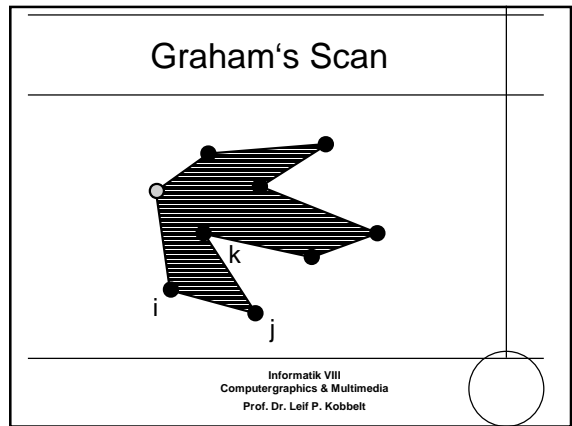 Graham‘s Scan
k
i
j
Informatik VIII
Computergraphics & Multimedia
Prof. Dr. Leif P. Kobbelt